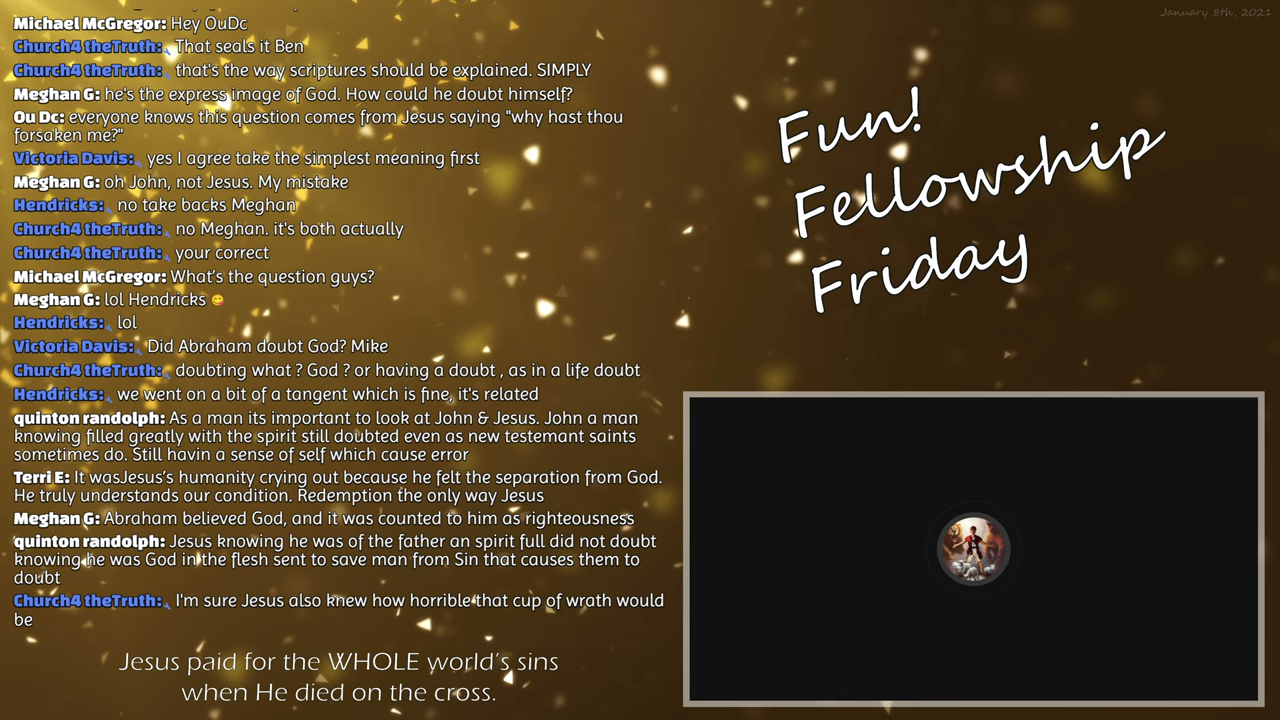 Michael McGregor: Hey OuDc
Church4 theTruth: That seals it Ben
Church4 theTruth: that's the way scriptures should be explained. SIMPLY
Meghan G: he's the express image of God. How could he doubt himself?
Ou Dc: everyone knows this question comes from Jesus saying "why hast thou
forsaken me?"
Victoria Davis: yes I agree take the simplest meaning first
Meghan G: oh John, not Jesus. My mistake
Hendricks: no take backs Meghan
Church4 theTruth: no Meghan. it's both actually
Church4 theTruth: your correct
Michael McGregor: What's the question guys?
Meghan G: lol Hendricks 😋
Hendricks: lol
Victoria Davis: Did Abraham doubt God? Mike
Church4 theTruth: doubting what ? God ? or having a doubt , as in a life doubt
Hendricks: we went on a bit of a tangent which is fine, it's related
quinton randolph: As a man its important to look at John & Jesus. John a man
knowing filled greatly with the spirit still doubted even as new testemant saints
sometimes do. Still havin a sense of self which cause error
Terri E: It wasJesus's humanity crying out because he felt the separation from God.
He truly understands our condition. Redemption the only way Jesus
Meghan G: Abraham believed God, and it was counted to him as righteousness
quinton randolph: Jesus knowing he was of the father an spirit full did not doubt
knowing he was God in the flesh sent to save man from Sin that causes them to
doubt
Church4 theTruth: I'm sure Jesus also knew how horrible that cup of wrath would
be
Jesus paid for the WHOLE world's sins
when He died on the cross.
January 8th, 2021
Fun!
Fellowship
Friday